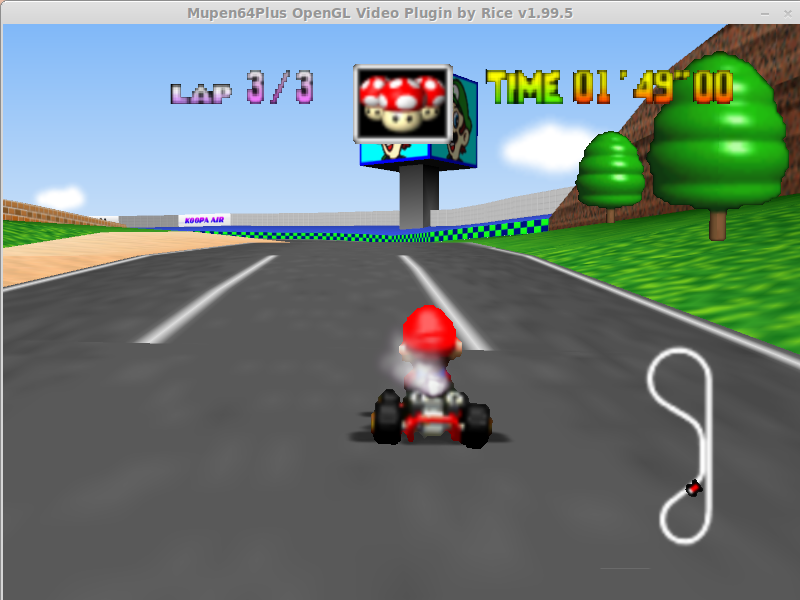 Mupen64Plus OpenGL Video Plugin by Rice v1.99.5
LAP 3/3
TIME 01'49"00
KOOPA AIR